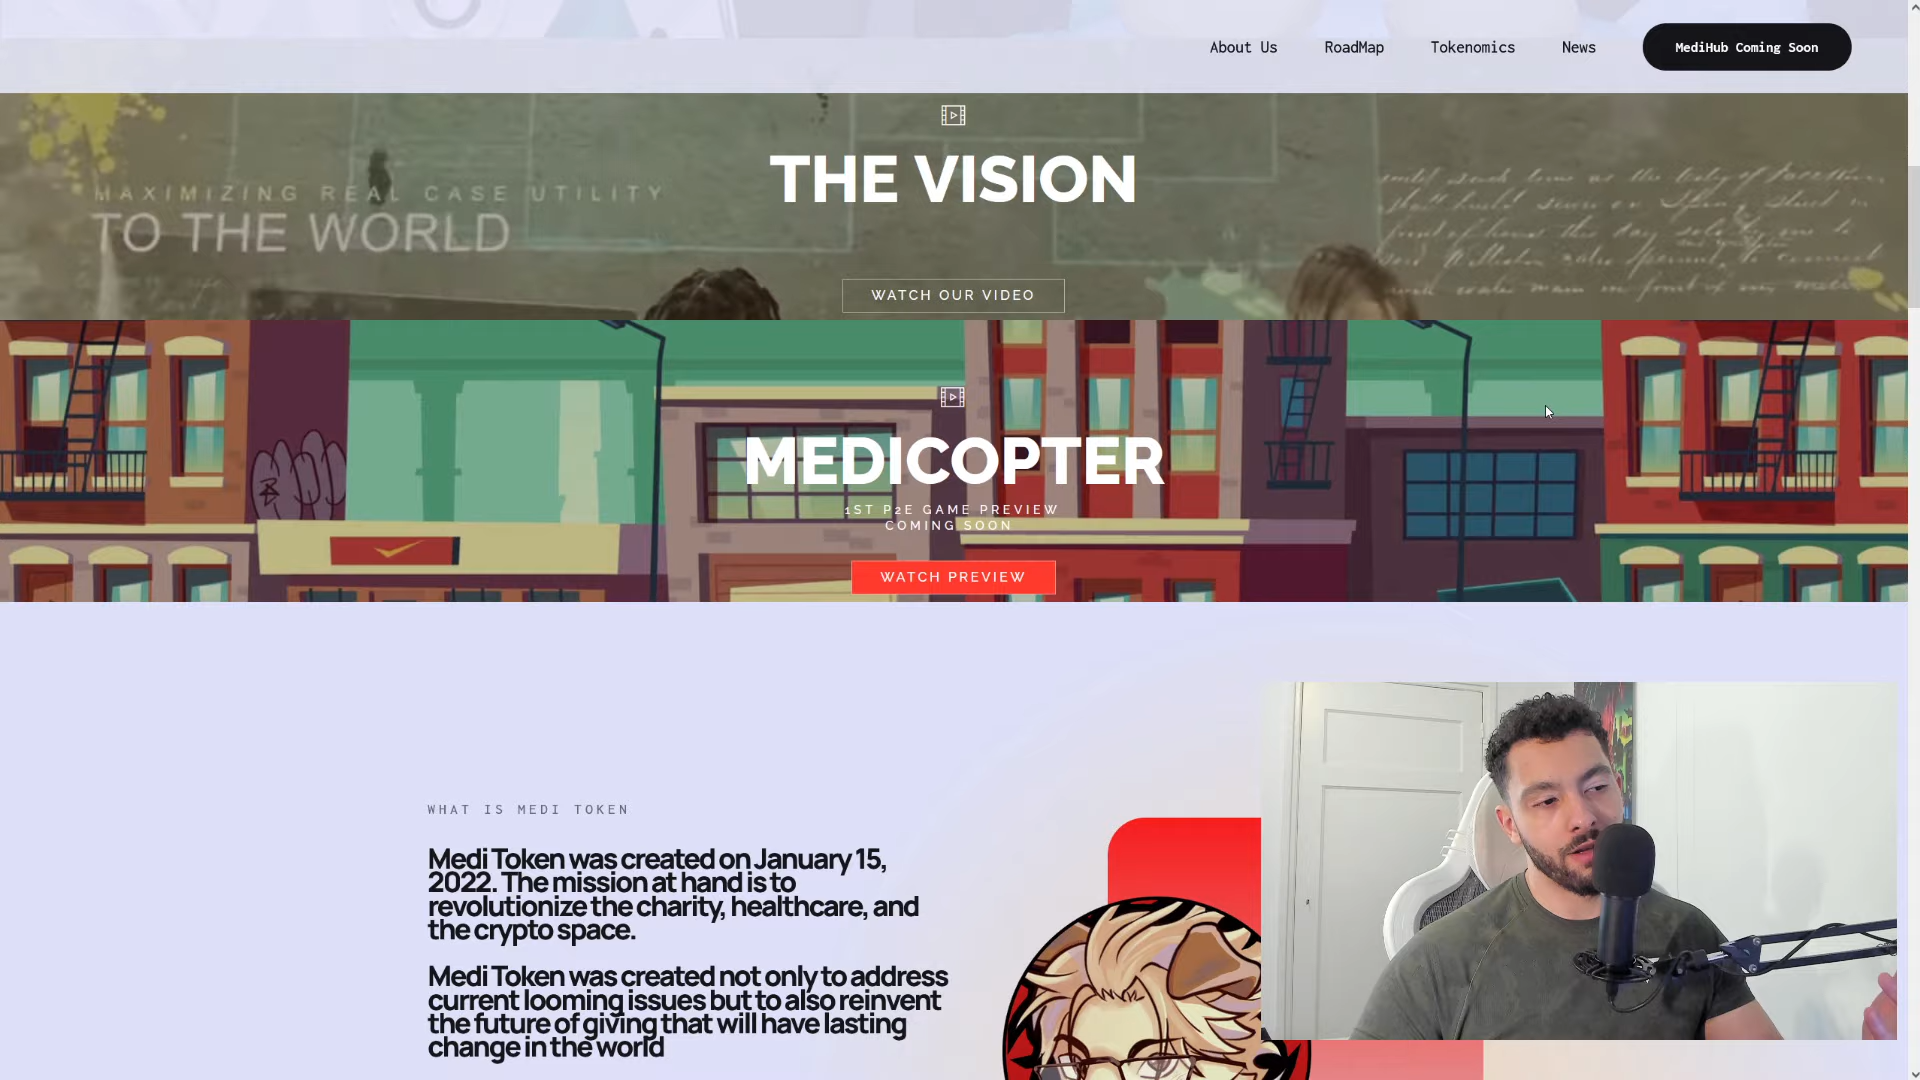 About Us RoadMap Tokenomics News MediHub Coming Soon
THE VISION
MAXIMIZING REAL CASE UTILITY
TO THE WORLD
WATCH OUR VIDEO
MEDICOPTER
1ST P2E GAME PREVIEW
COMING SOON
WATCH PREVIEW
WHAT IS MEDI TOKEN
Medi Token was created on January 15,
2022. The mission at hand is to
revolutionize the charity, healthcare, and
the crypto space.
Medi Token was created not only to address
current looming issues but to also reinvent
the future of giving that will have lasting
change in the world